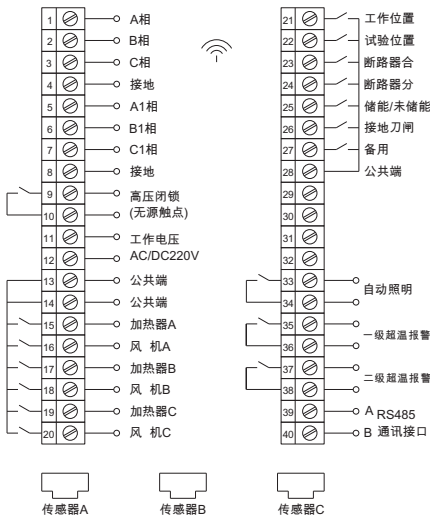 1 A相
2 B相
3 C相
4 接地
5 A1相
6 B1相
7 C1相
8 接地
9 高压闭锁
10 (无源触点)
11 工作电压
12 AC/DC220V
13 公共端
14 公共端
15 加热器A
16 风 机A
17 加热器B
18 风 机B
19 加热器C
20 风 机C
21 工作位置
22 试验位置
23 断路器合
24 断路器分
25 储能/未储能
26 接地刀闸
27 备用
28 公共端
29
30
31
32
33
自动照明
34
35
一级超温报警
36
37
二级超温报警
38
39 A RS485
40 B 通讯接口
传感器A 传感器B 传感器C